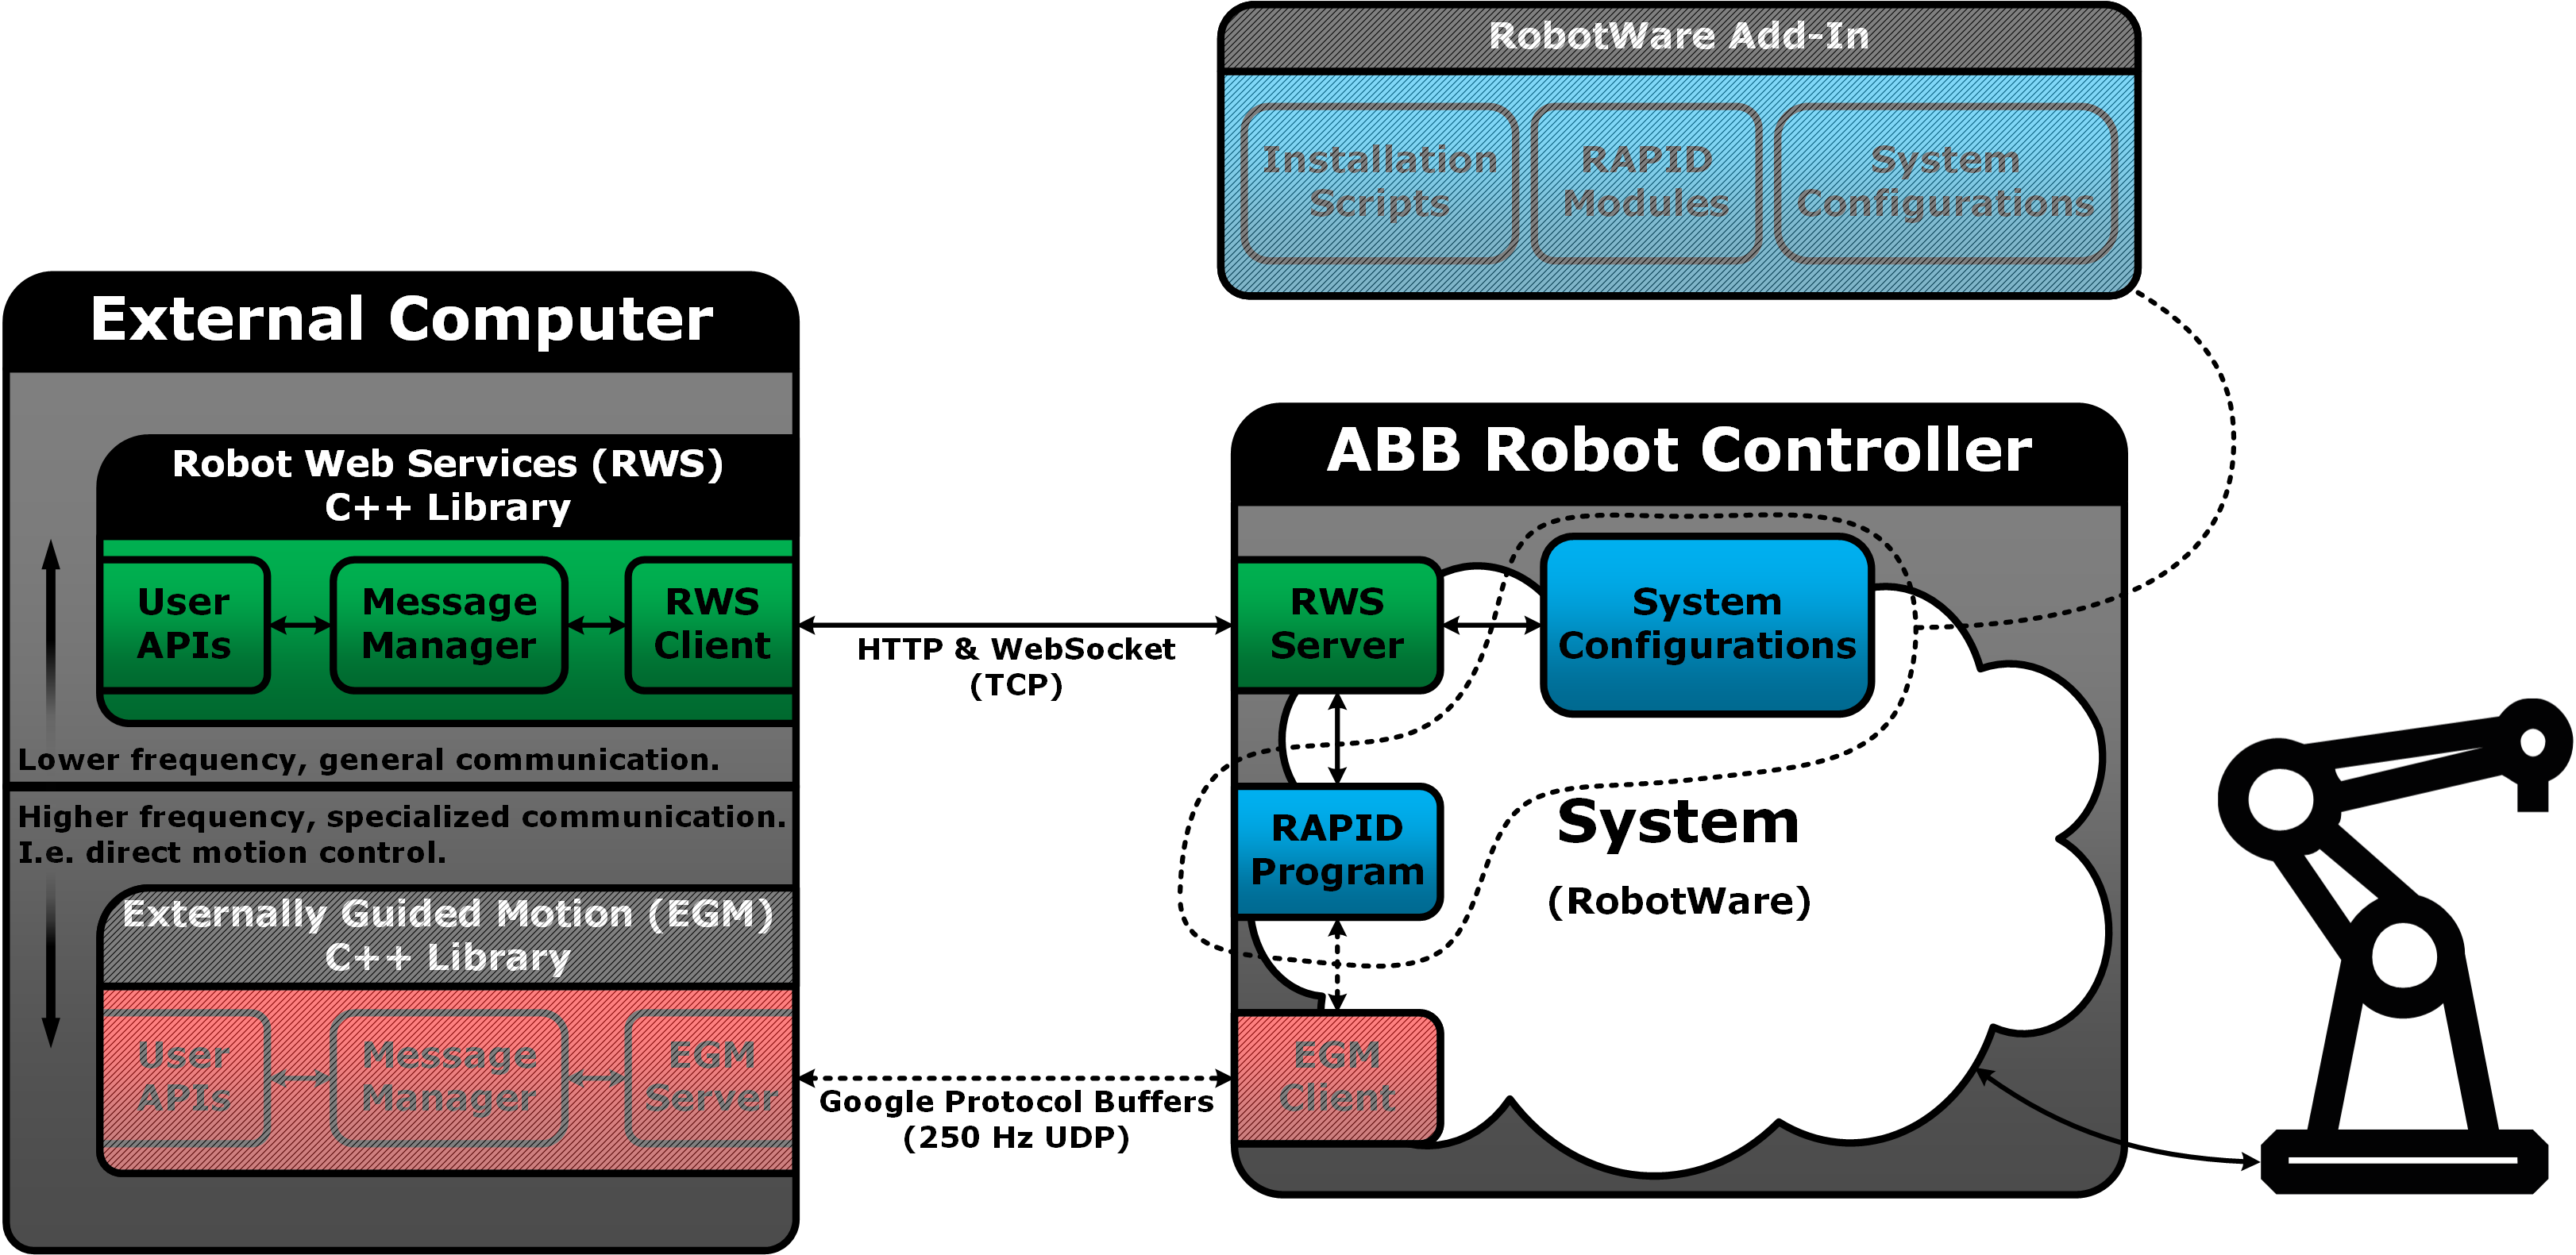 RobotWare Add-In
Installation
Scripts
RAPID
Modules
System
Configurations
External Computer
Robot Web Services (RWS)
C++ Library
User
APIs
Message
Manager
RWS
Client
Lower frequency, general communication.
Higher frequency, specialized communication.
I.e. direct motion control.
Externally Guided Motion (EGM)
C++ Library
User
APIs
Message
Manager
EGM
Server
HTTP & WebSocket
(TCP)
Google Protocol Buffers
(250 Hz UDP)
ABB Robot Controller
RWS
Server
System
Configurations
RAPID
Program
System
(RobotWare)
EGM
Client